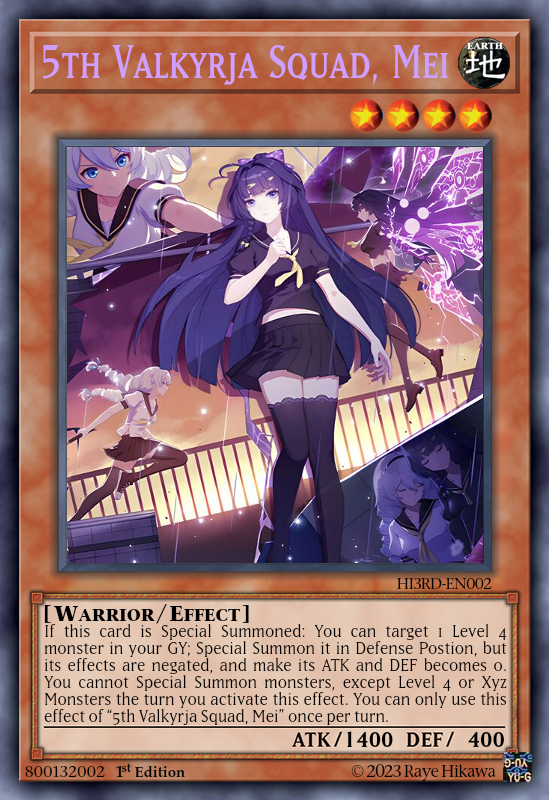 5th Valkyrja Squad, Mei
EARTH
地
HI3RD-EN002
[Warrior/Effect]
If this card is Special Summoned: You can target 1 Level 4
monster in your GY; Special Summon it in Defense Postion, but
its effects are negated, and make its ATK and DEF becomes 0.
You cannot Special Summon monsters, except Level 4 or Xyz
Monsters the turn you activate this effect. You can only use this
effect of “5th Valkyrja Squad, Mei” once per turn.
ATK/1400 DEF/ 400
800132002 1st Edition
© 2023 Raye Hikawa
YU-G
YU-G